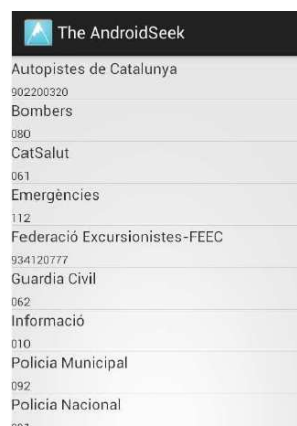 The AndroidSeek
Autopistes de Catalunya
902200320
Bombers
080
CatSalut
061
Emergències
112
Federació Excursionistes-FEEC
934120777
Guardia Civil
062
Informació
010
Policia Municipal
092
Policia Nacional